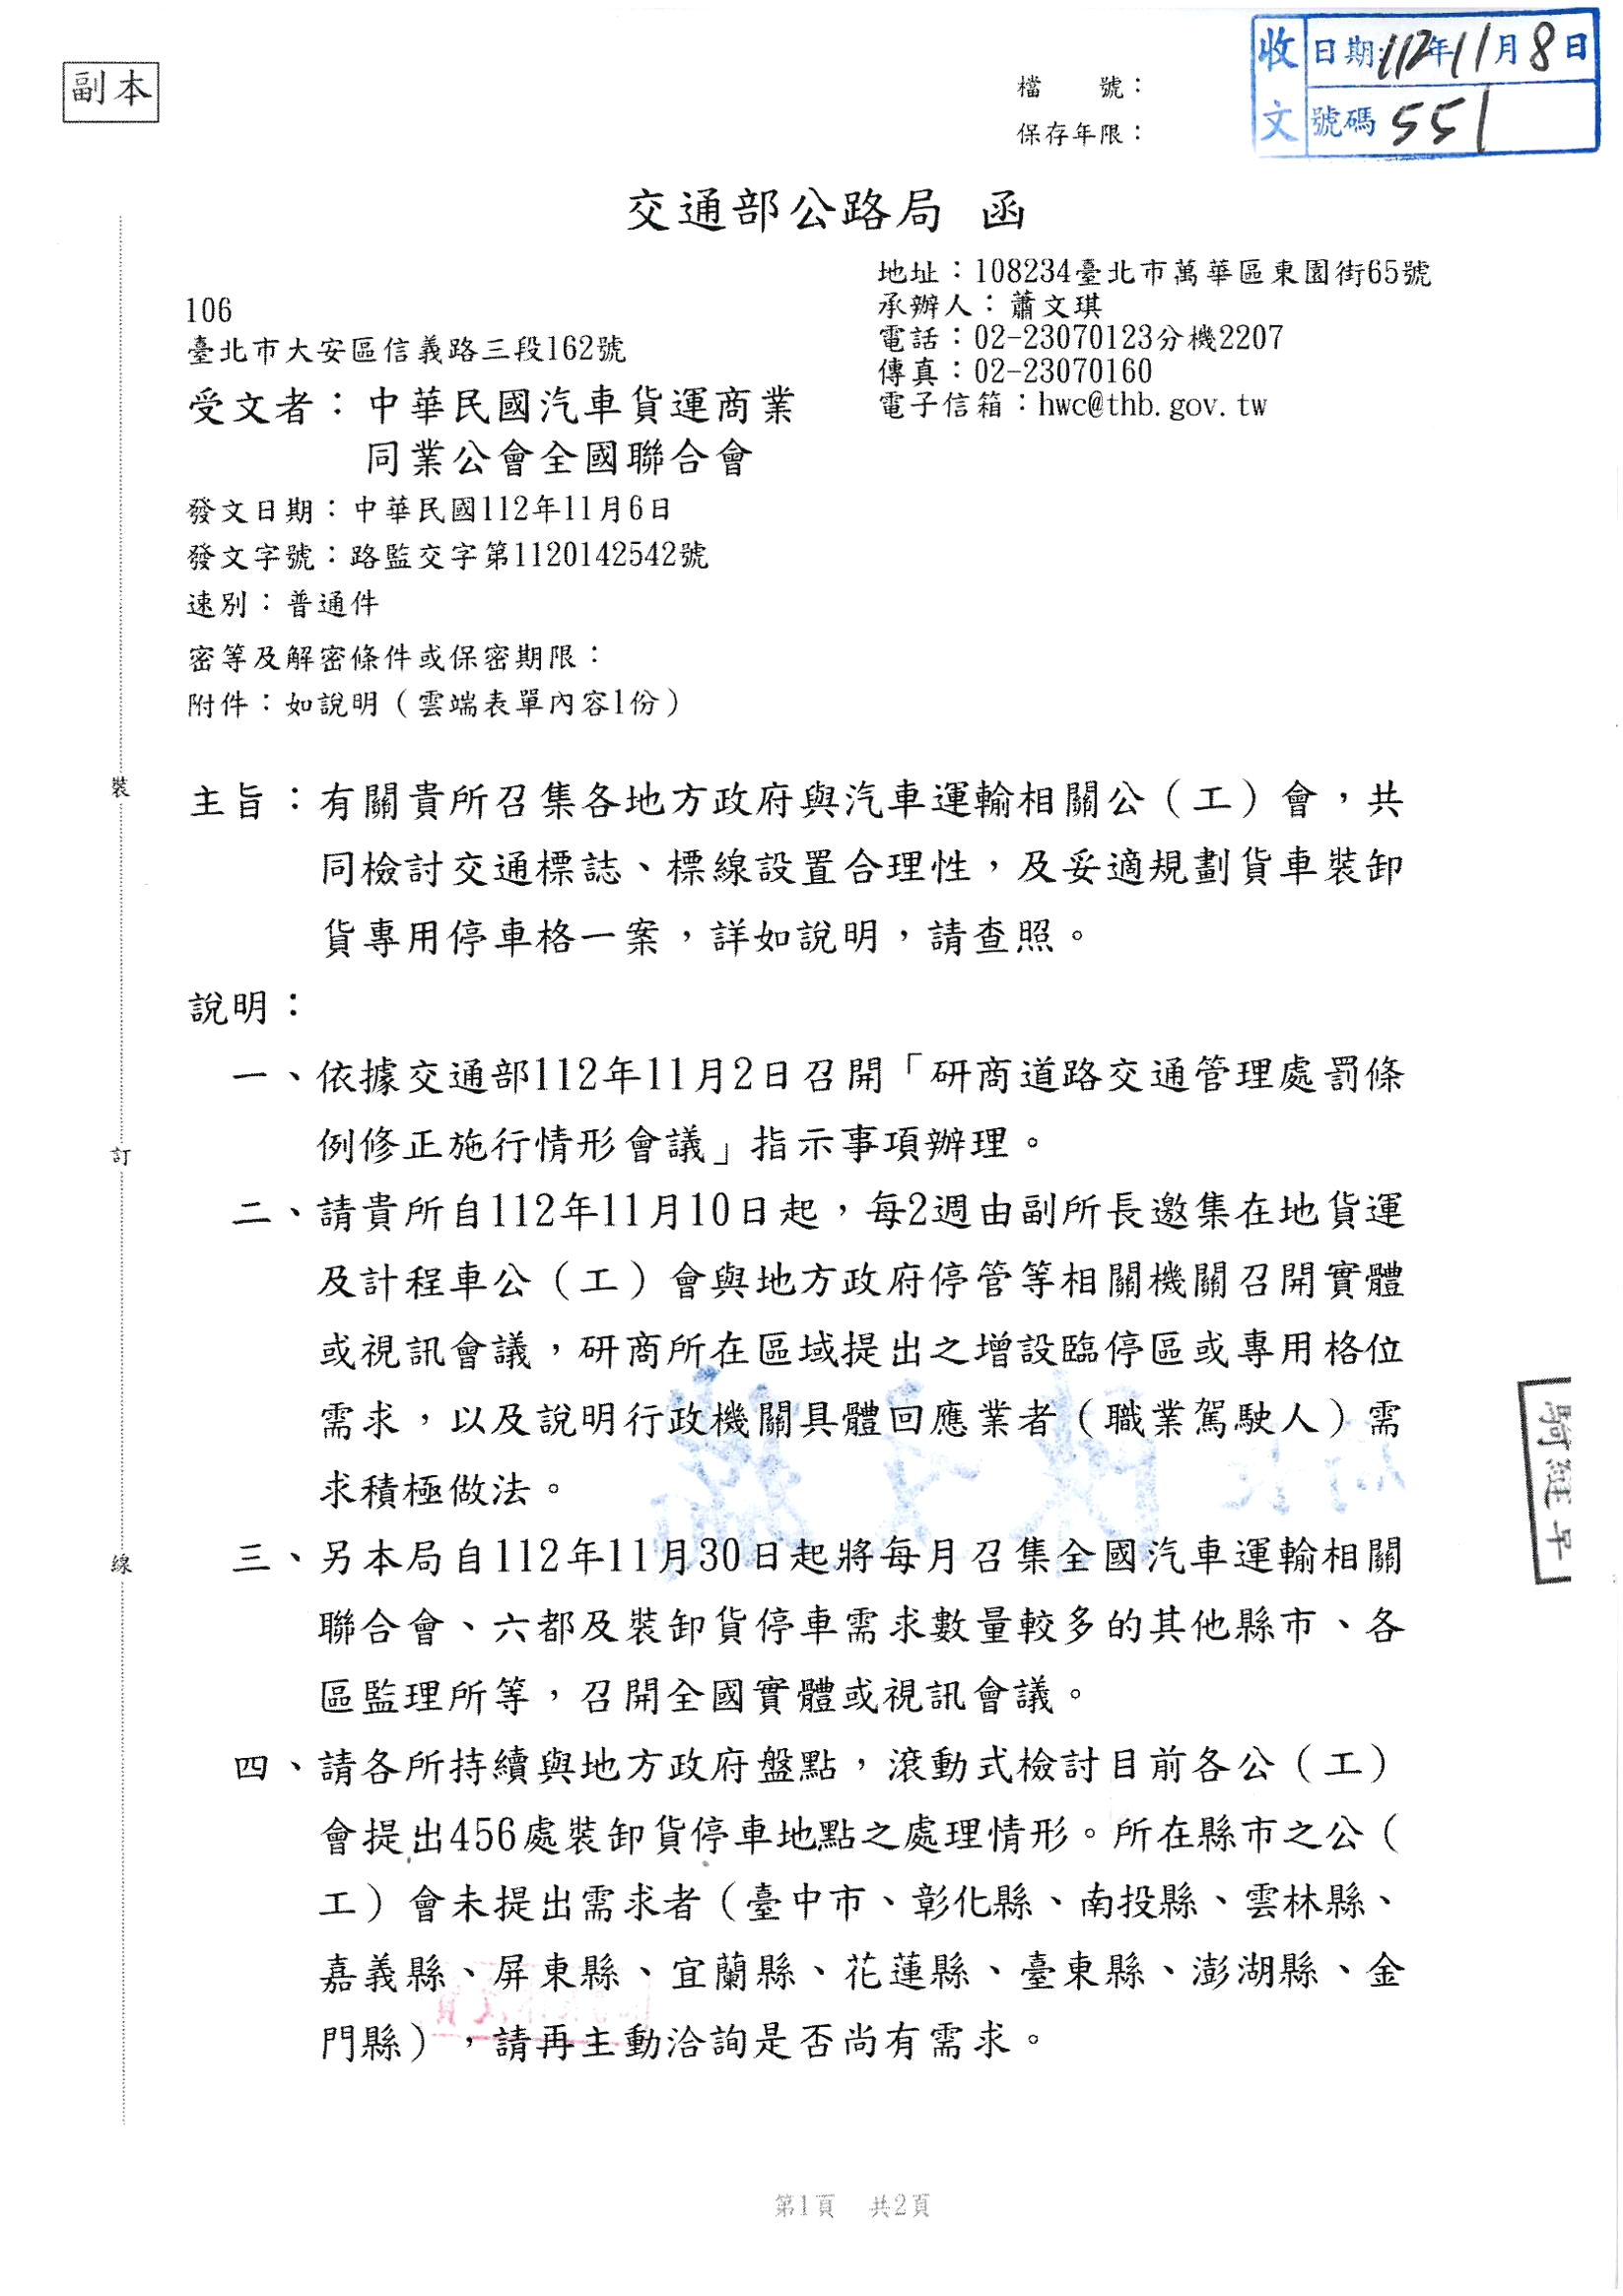 副本
檔　　號：
保存年限：
收文
日期:112年11月8日
號碼 551
交通部公路局　函
地址：108234臺北市萬華區東園街65號
承辦人：蕭文琪
電話：02-23070123分機2207
傳真：02-23070160
電子信箱：hwc@thb.gov.tw
106
臺北市大安區信義路三段162號
受文者：中華民國汽車貨運商業
同業公會全國聯合會
發文日期：中華民國112年11月6日
發文字號：路監交字第1120142542號
速別：普通件
密等及解密條件或保密期限：
附件：如說明（雲端表單內容1份）
主旨：有關貴所召集各地方政府與汽車運輸相關公（工）會，共
同檢討交通標誌、標線設置合理性，及妥適規劃貨車裝卸
貨專用停車格一案，詳如說明，請查照。
說明：
一、依據交通部112年11月2日召開「研商道路交通管理處罰條
例修正施行情形會議」指示事項辦理。
二、請貴所自112年11月10日起，每2週由副所長邀集在地貨運
及計程車公（工）會與地方政府停管等相關機關召開實體
或視訊會議，研商所在區域提出之增設臨停區或專用格位
需求，以及說明行政機關具體回應業者（職業駕駛人）需
求積極做法。
三、另本局自112年11月30日起將每月召集全國汽車運輸相關
聯合會、六都及裝卸貨停車需求數量較多的其他縣市、各
區監理所等，召開全國實體或視訊會議。
四、請各所持續與地方政府盤點，滾動式檢討目前各公（工）
會提出456處裝卸貨停車地點之處理情形。所在縣市之公（
工）會未提出需求者（臺中市、彰化縣、南投縣、雲林縣、
嘉義縣、屏東縣、宜蘭縣、花蓮縣、臺東縣、澎湖縣、金
門縣），請再主動洽詢是否尚有需求。
裝
訂
線
第1頁　共2頁